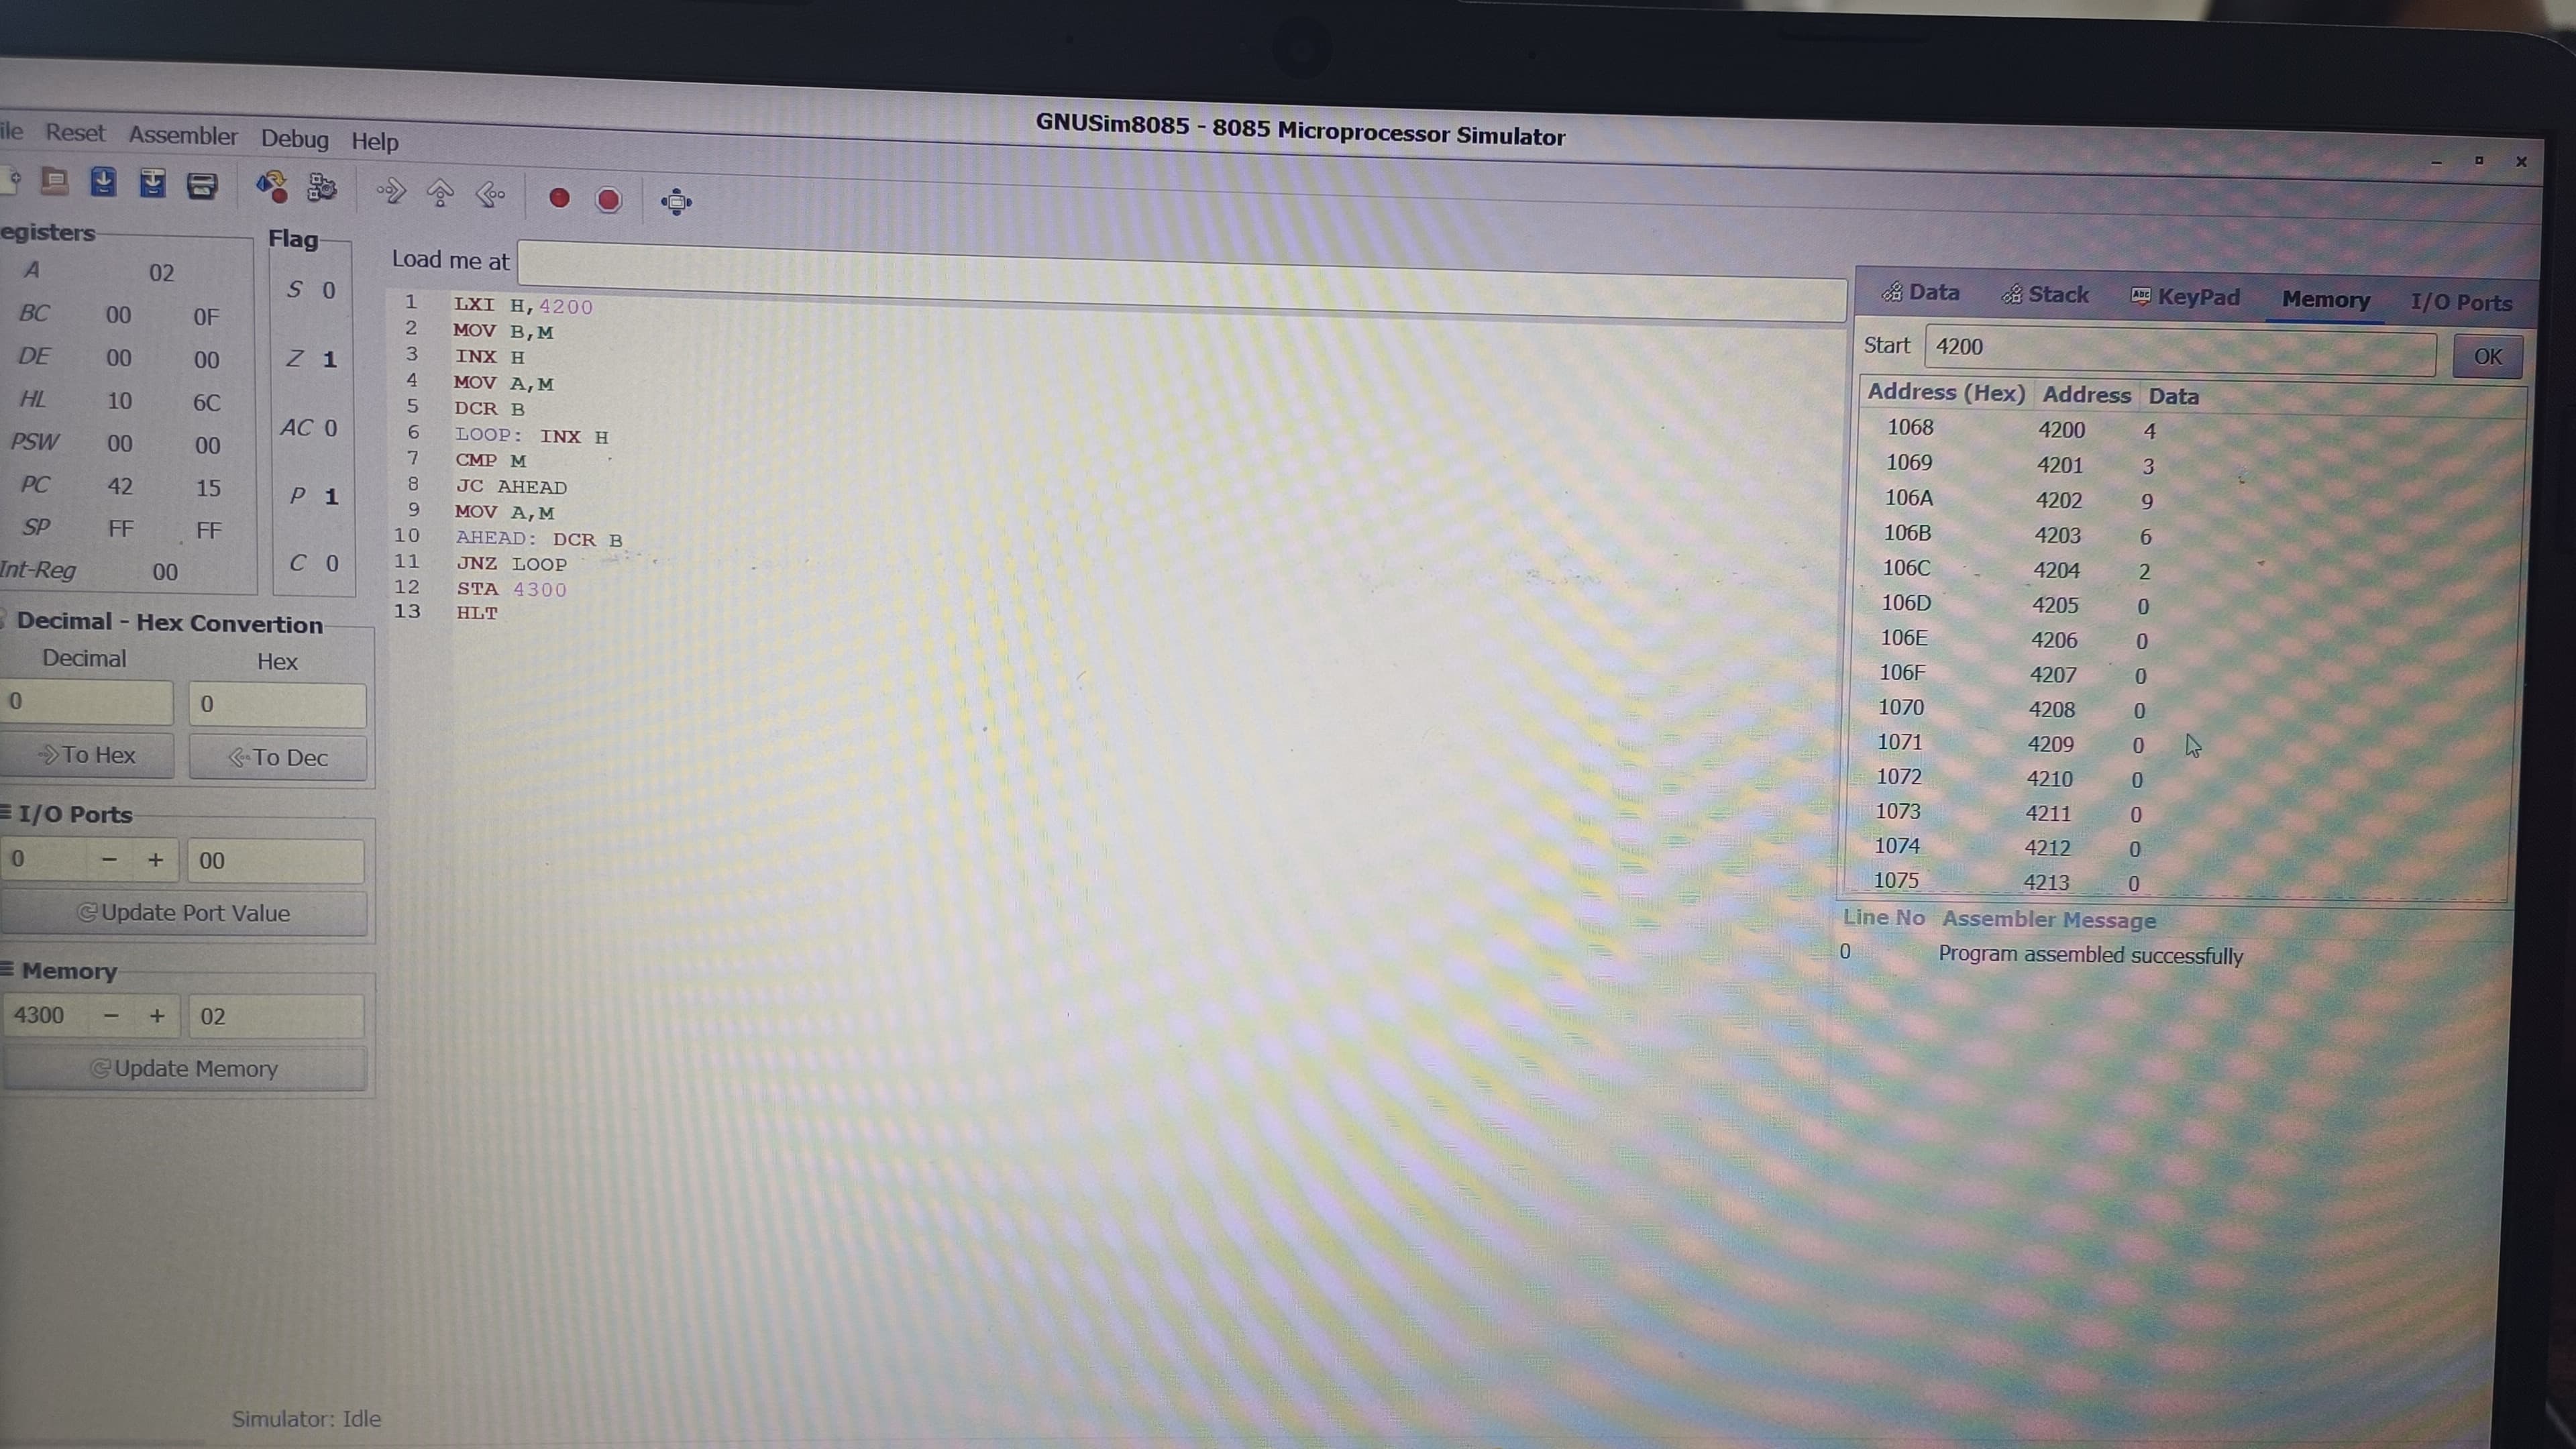 GNUSim8085 - 8085 Microprocessor Simulator
ile Reset Assembler Debug Help
egisters
A 02
BC 00 0F
DE 00 00
HL 10 6C
PSW 00 00
PC 42 15
SP FF FF
Int-Reg 00
Flag
S 0
Z 1
AC 0
P 1
C 0
Decimal - Hex Convertion
Decimal Hex
0 0
To Hex To Dec
I/O Ports
0 - + 00
Update Port Value
Memory
4300 - + 02
Update Memory
Load me at
1 LXI H,4200
2 MOV B,M
3 INX H
4 MOV A,M
5 DCR B
6 LOOP: INX H
7 CMP M
8 JC AHEAD
9 MOV A,M
10 AHEAD: DCR B
11 JNZ LOOP
12 STA 4300
13 HLT
Data Stack KeyPad Memory I/O Ports
Start 4200 OK
Address (Hex) Address Data
1068 4200 4
1069 4201 3
106A 4202 9
106B 4203 6
106C 4204 2
106D 4205 0
106E 4206 0
106F 4207 0
1070 4208 0
1071 4209 0
1072 4210 0
1073 4211 0
1074 4212 0
1075 4213 0
Line No Assembler Message
0 Program assembled successfully
Simulator: Idle